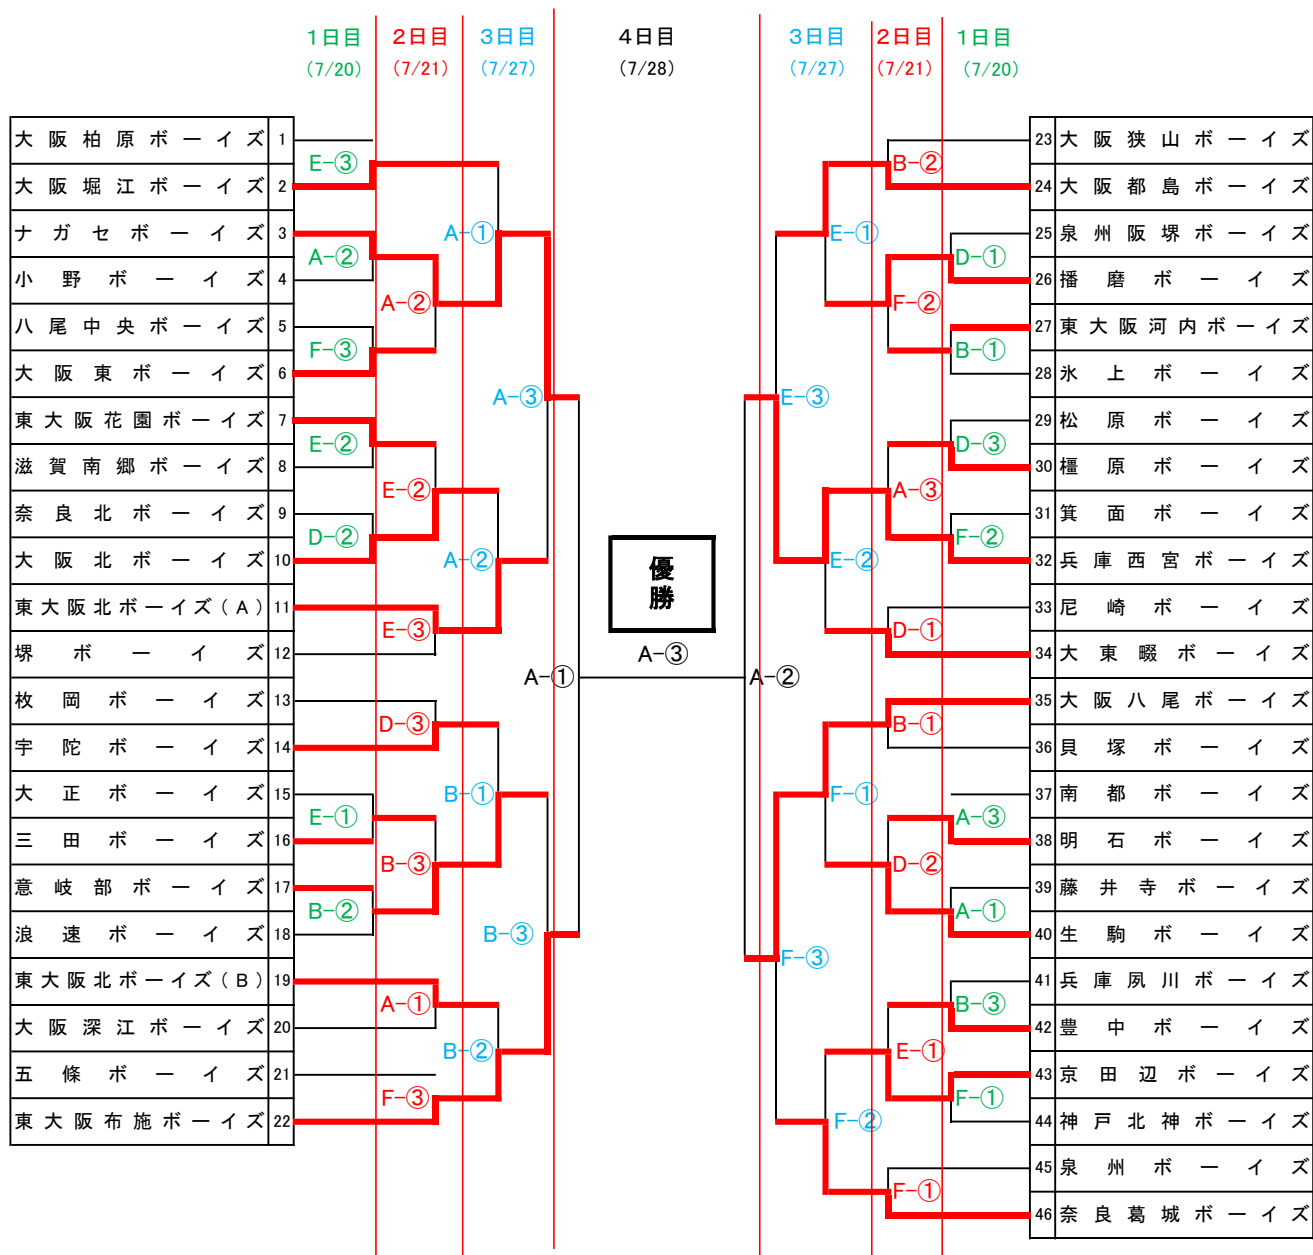 1日目 2日目 3日目 4日目 3日目 2日目 1日目
(7/20) (7/21) (7/27) (7/28) (7/27) (7/21) (7/20)
大阪柏原ボーイズ 1
E-③
大阪堀江ボーイズ 2
ナガセボーイズ 3
A-②
小野ボーイズ 4
八尾中央ボーイズ 5
F-③
大阪東ボーイズ 6
東大阪花園ボーイズ 7
E-②
滋賀南郷ボーイズ 8
奈良北ボーイズ 9
D-②
大阪北ボーイズ 10
東大阪北ボーイズ(A) 11
堺ボーイズ 12
枚岡ボーイズ 13
宇陀ボーイズ 14
大正ボーイズ 15
E-①
三田ボーイズ 16
意岐部ボーイズ 17
B-②
浪速ボーイズ 18
東大阪北ボーイズ(B) 19
大阪深江ボーイズ 20
五條ボーイズ 21
東大阪布施ボーイズ 22
A-②
E-②
E-③
D-③
B-③
A-①
F-③
A-①
A-②
B-①
B-②
A-③
B-③
A-①
優勝
A-③
A-②
E-③
F-③
E-①
E-②
F-①
F-②
B-②
F-②
A-③
D-①
B-①
D-②
E-①
F-①
23 大阪狭山ボーイズ
24 大阪都島ボーイズ
25 泉州阪堺ボーイズ
D-①
26 播磨ボーイズ
27 東大阪河内ボーイズ
B-①
28 氷上ボーイズ
29 松原ボーイズ
D-③
30 橿原ボーイズ
31 箕面ボーイズ
F-②
32 兵庫西宮ボーイズ
33 尼崎ボーイズ
34 大東畷ボーイズ
35 大阪八尾ボーイズ
36 貝塚ボーイズ
37 南都ボーイズ
A-③
38 明石ボーイズ
39 藤井寺ボーイズ
A-①
40 生駒ボーイズ
41 兵庫夙川ボーイズ
B-③
42 豊中ボーイズ
43 京田辺ボーイズ
F-①
44 神戸北神ボーイズ
45 泉州ボーイズ
46 奈良葛城ボーイズ